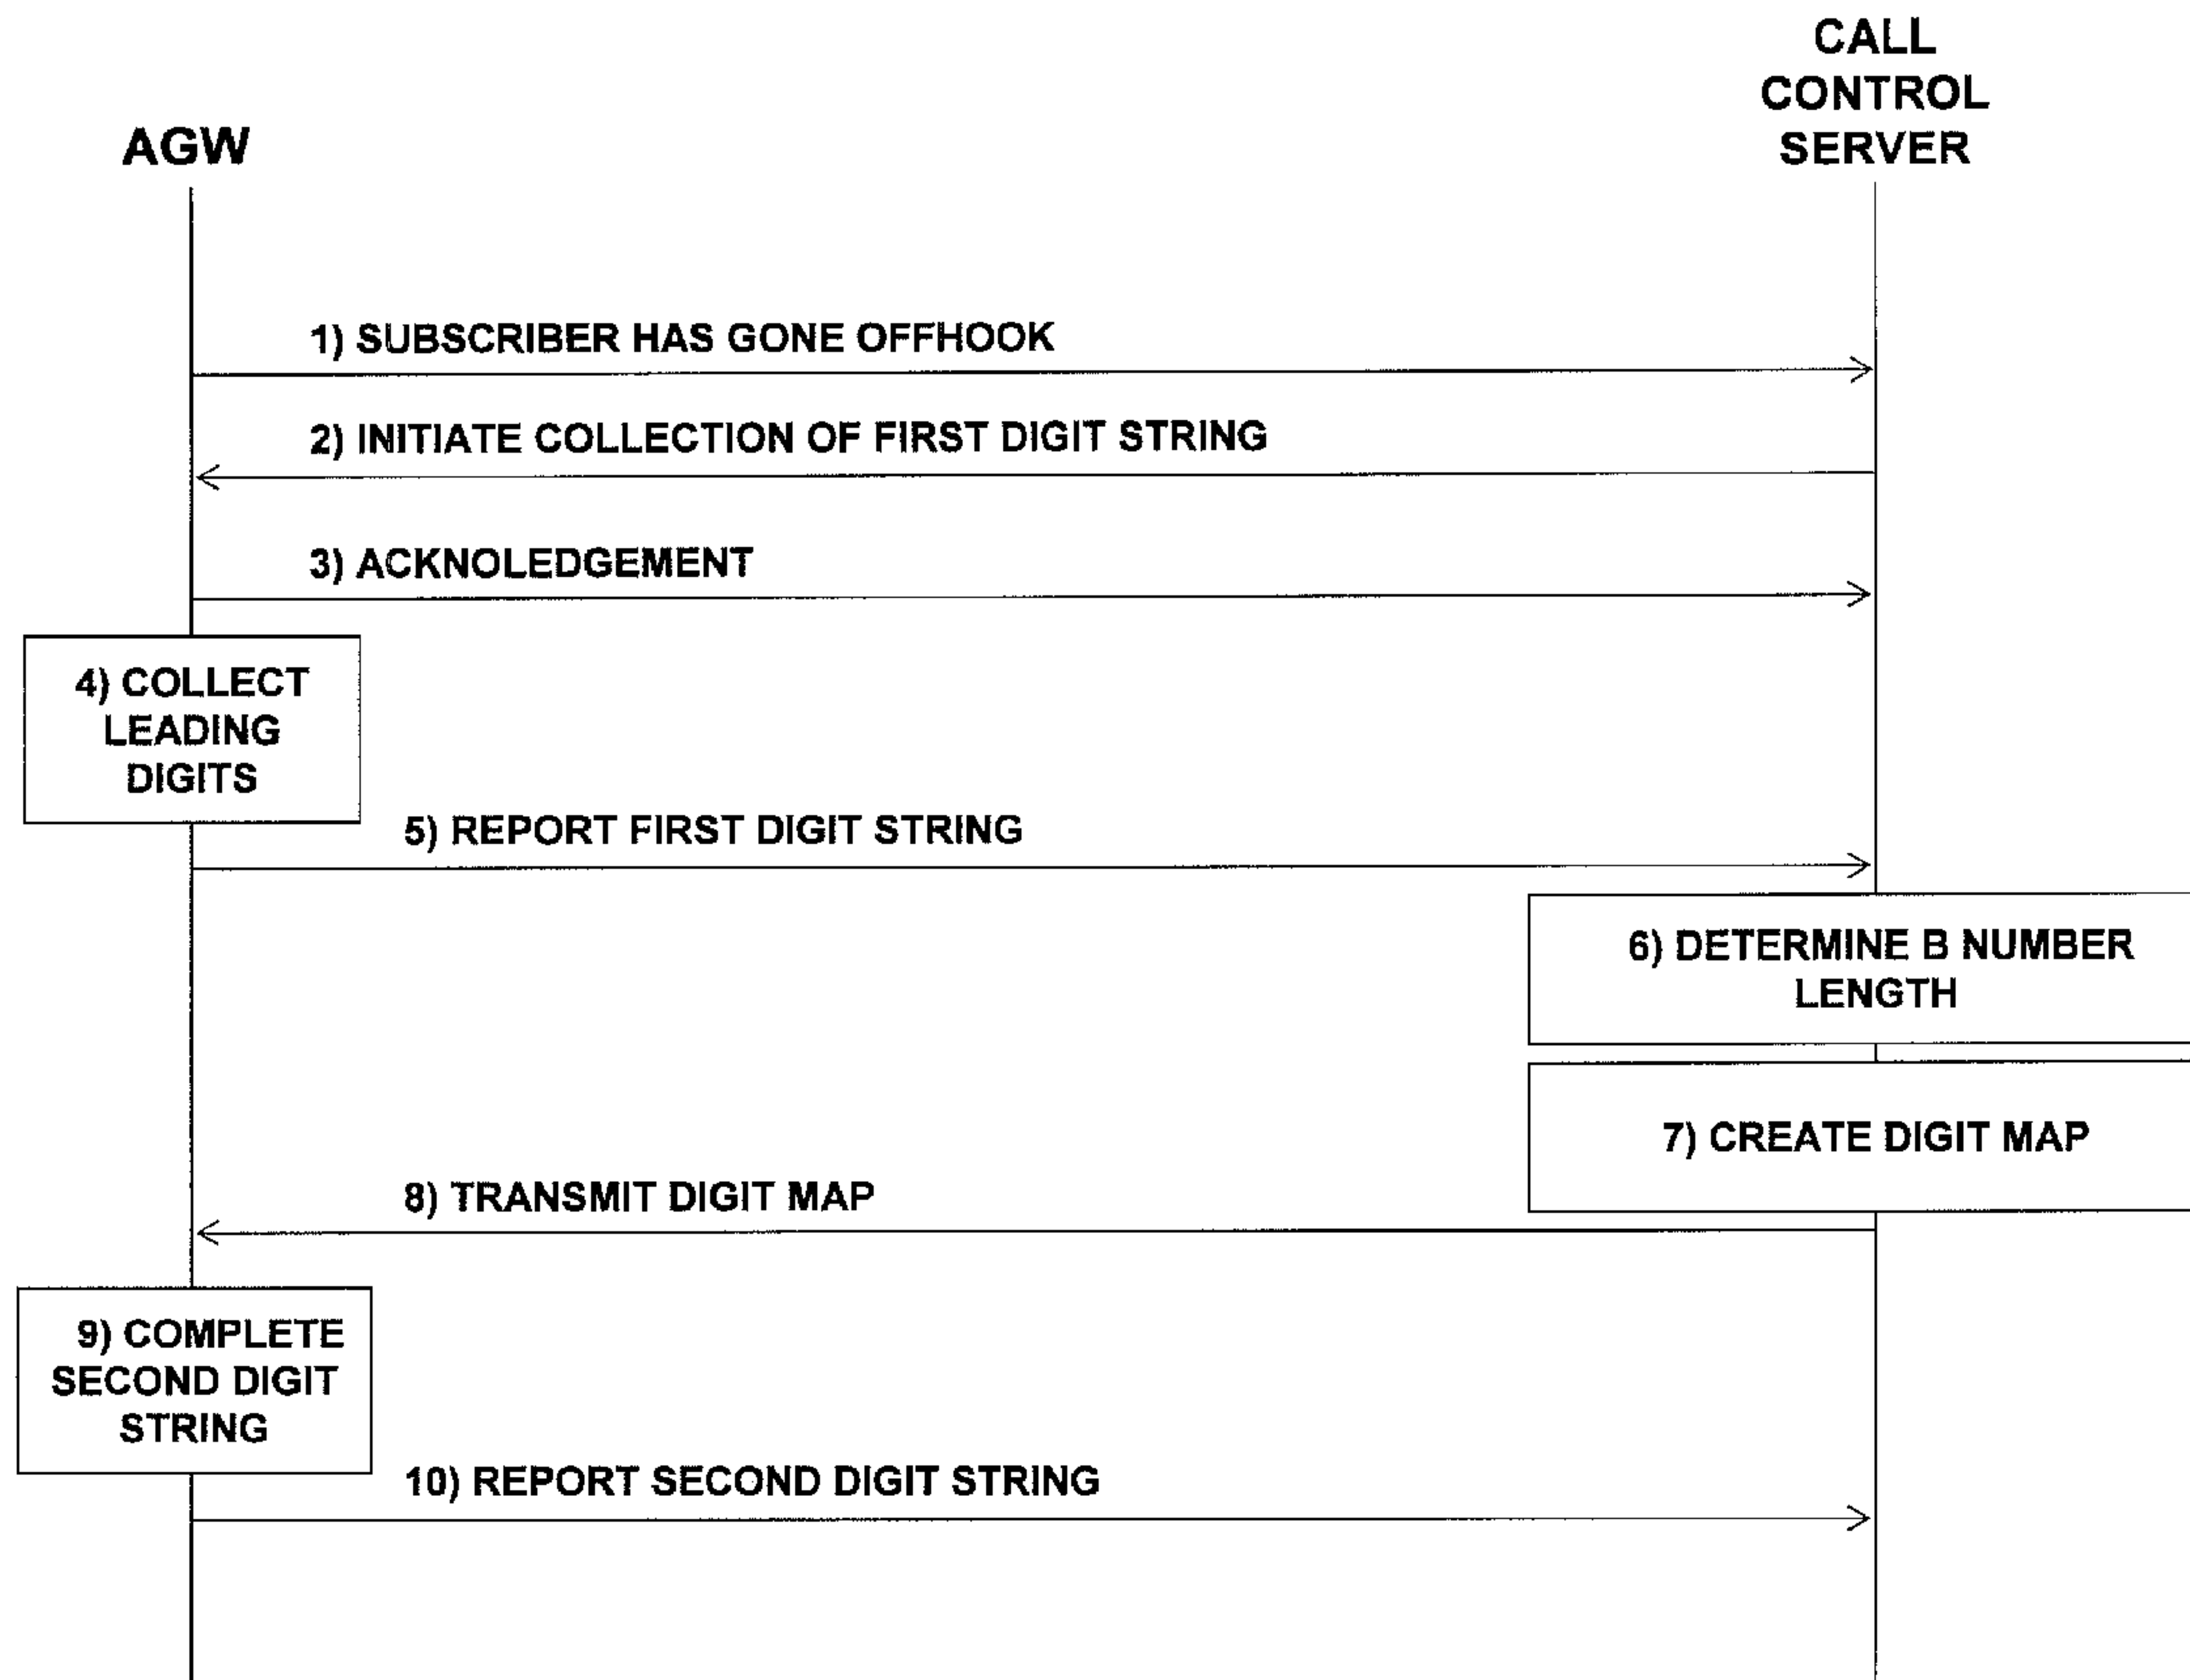 CALL
CONTROL
SERVER
AGW
1) SUBSCRIBER HAS GONE OFFHOOK
2) INITIATE COLLECTION OF FIRST DIGIT STRING
3) ACKNOLEDGEMENT
4) COLLECT
LEADING
DIGITS
5) REPORT FIRST DIGIT STRING
6) DETERMINE B NUMBER
LENGTH
7) CREATE DIGIT MAP
8) TRANSMIT DIGIT MAP
9) COMPLETE
SECOND DIGIT
STRING
10) REPORT SECOND DIGIT STRING